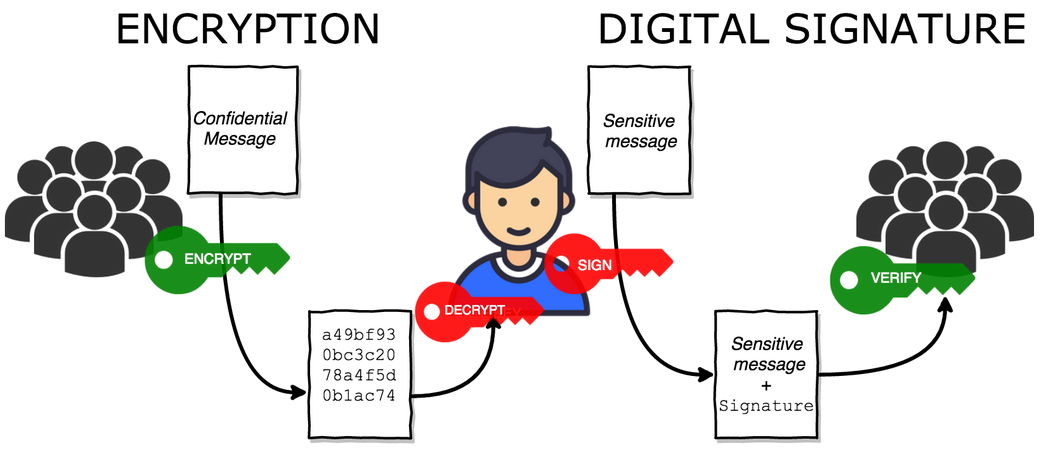 ENCRYPTION
Confidential
Message
ENCRYPT
a49bf93
0bc3c20
78a4f5d
0b1ac74
DECRYPT
DIGITAL SIGNATURE
Sensitive
message
SIGN
Sensitive
message
+
Signature
VERIFY